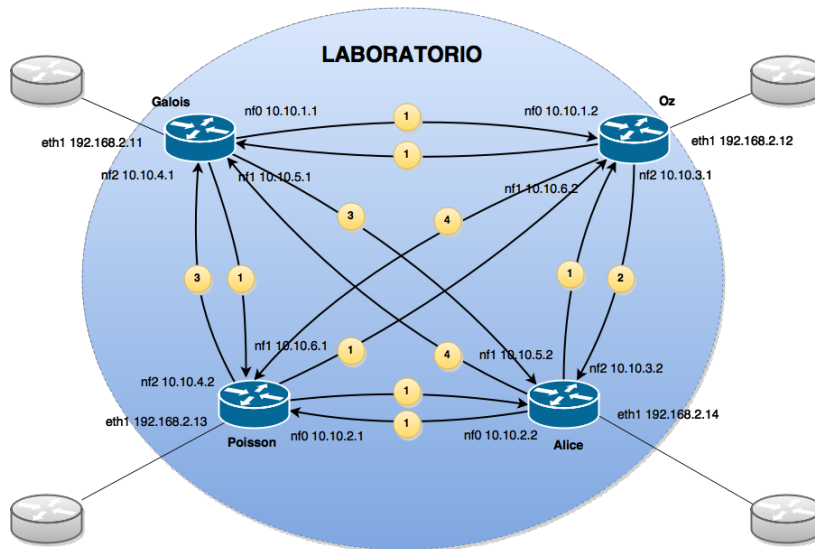 LABORATORIO
Galois
Oz
nf0 10.10.1.1
1
nf0 10.10.1.2
eth1 192.168.2.11
1
eth1 192.168.2.12
nf2 10.10.4.1
nf1 10.10.5.1
nf1 10.10.6.2
nf2 10.10.3.1
3
4
3
1
1
2
nf1 10.10.6.1
1
4
nf1 10.10.5.2
nf2 10.10.3.2
nf2 10.10.4.2
1
eth1 192.168.2.13
eth1 192.168.2.14
1
Poisson
nf0 10.10.2.1
nf0 10.10.2.2
Alice